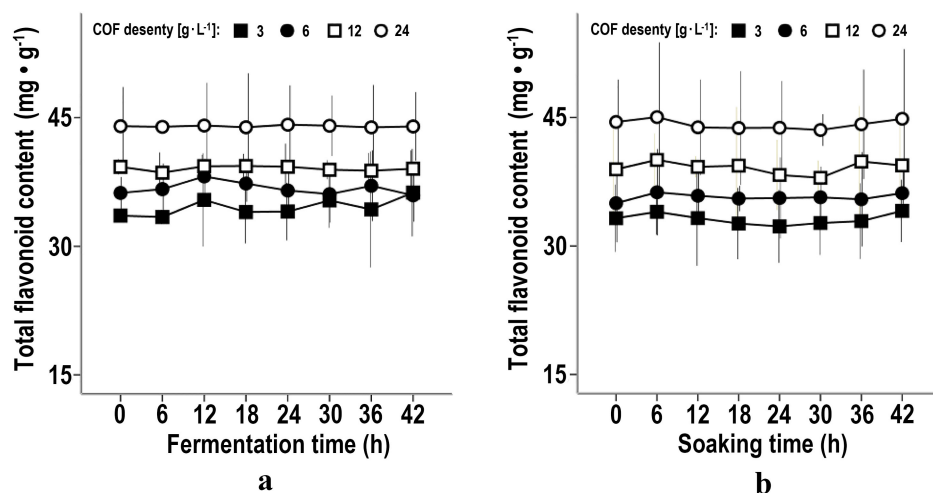 COF desenty [g·L⁻¹]: 3 6 12 24
Total flavonoid content (mg • g⁻¹)
45
30
15
0 6 12 18 24 30 36 42
Fermentation time (h)
a
COF desenty [g·L⁻¹]: 3 6 12 24
Total flavonoid content (mg • g⁻¹)
45
30
15
0 6 12 18 24 30 36 42
Soaking time (h)
b